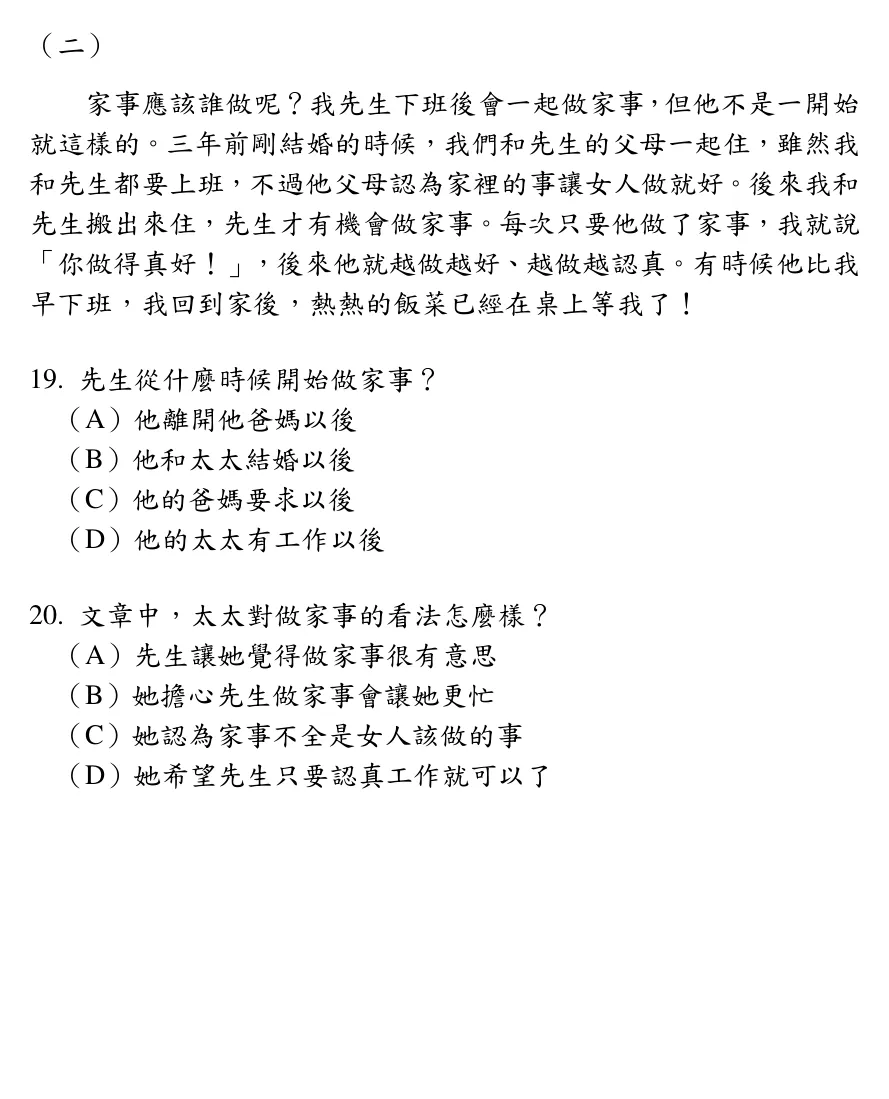 （二）
家事應該誰做呢？我先生下班後會一起做家事，但他不是一開始
就這樣的。三年前剛結婚的時候，我們和先生的父母一起住，雖然我
和先生都要上班，不過他父母認為家裡的事讓女人做就好。後來我和
先生搬出來住，先生才有機會做家事。每次只要他做了家事，我就說
「你做得真好！」，後來他就越做越好、越做越認真。有時候他比我
早下班，我回到家後，熱熱的飯菜已經在桌上等我了！
19. 先生從什麼時候開始做家事？
（A）他離開他爸媽以後
（B）他和太太結婚以後
（C）他的爸媽要求以後
（D）他的太太有工作以後
20. 文章中，太太對做家事的看法怎麼樣？
（A）先生讓她覺得做家事很有意思
（B）她擔心先生做家事會讓她更忙
（C）她認為家事不全是女人該做的事
（D）她希望先生只要認真工作就可以了